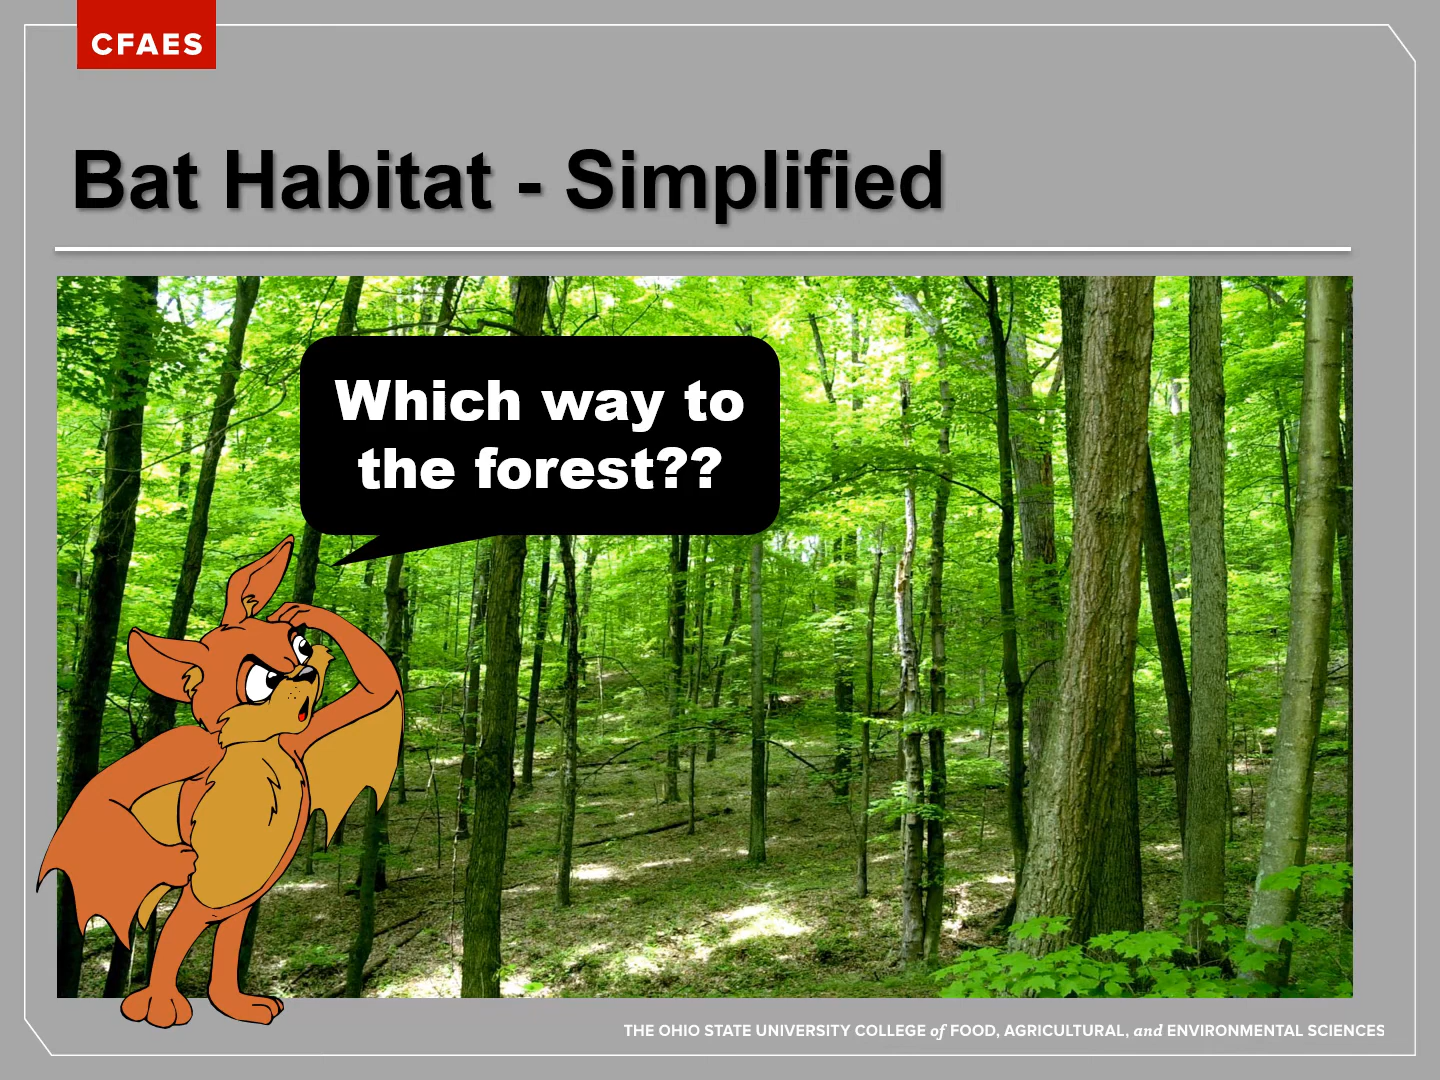 CFAES
Bat Habitat - Simplified
Which way to
the forest??
THE OHIO STATE UNIVERSITY COLLEGE of FOOD, AGRICULTURAL, and ENVIRONMENTAL SCIENCES